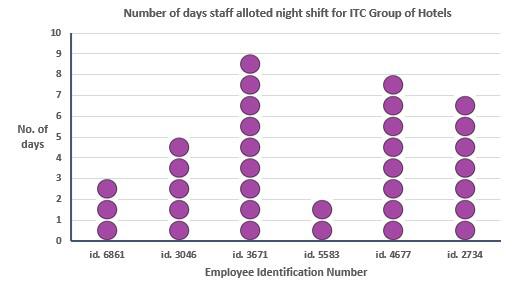 Number of days staff alloted night shift for ITC Group of Hotels
10
9
8
7
6
5
4
3
2
1
0
No. of
days
id. 6861 id. 3046 id. 3671 id. 5583 id. 4677 id. 2734
Employee Identification Number